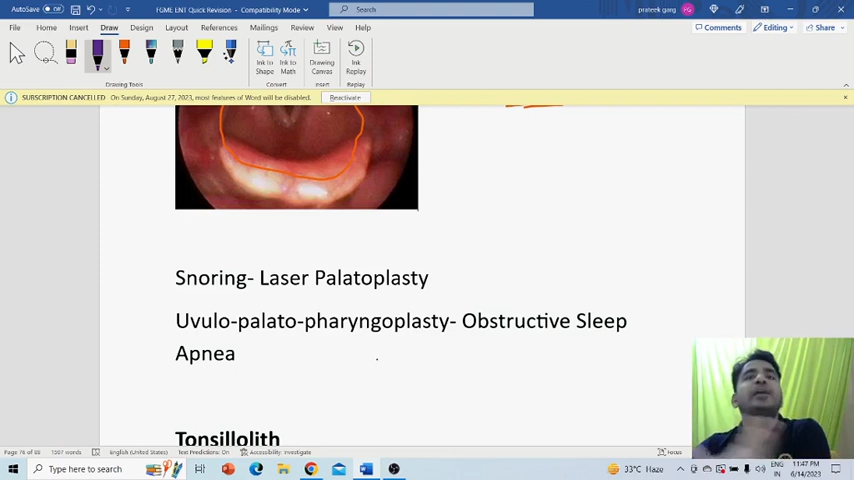 AutoSave Off
FGME ENT Quick Revision - Compatibility Mode
Search
prateek garg
PG
File Home Insert Draw Design Layout References Mailings Review View Help
Comments Editing Share
Ink to Shape
Ink to Math
Drawing Canvas
Ink Replay
Drawing Tools Convert Insert Replay
SUBSCRIPTION CANCELLED On Sunday, August 27, 2023, most features of Word will be disabled. Reactivate
Snoring- Laser Palatoplasty
Uvulo-palato-pharyngoplasty- Obstructive Sleep
Apnea
Tonsillolith
English (United States) Text Predictions: On Accessibility: Investigate Focus
Type here to search
33°C Haze
ENG
IN
11:47 PM
6/14/2023